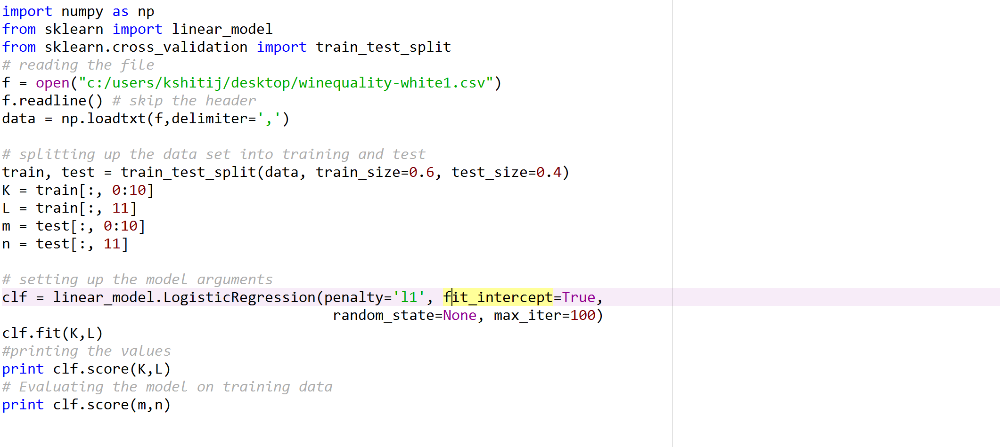 import numpy as np
from sklearn import linear_model
from sklearn.cross_validation import train_test_split
# reading the file
f = open("c:/users/kshitij/desktop/winequality-white1.csv")
f.readline() # skip the header
data = np.loadtxt(f,delimiter=',')
# splitting up the data set into training and test
train, test = train_test_split(data, train_size=0.6, test_size=0.4)
K = train[:, 0:10]
L = train[:, 11]
m = test[:, 0:10]
n = test[:, 11]
# setting up the model arguments
clf = linear_model.LogisticRegression(penalty='l1', fit_intercept=True,
random_state=None, max_iter=100)
clf.fit(K,L)
#printing the values
print clf.score(K,L)
# Evaluating the model on training data
print clf.score(m,n)